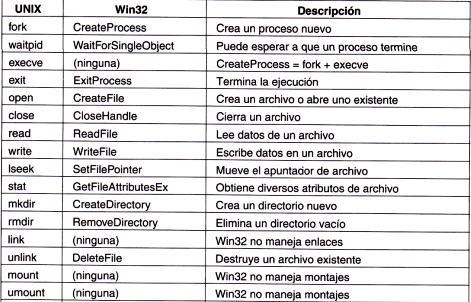 UNIX Win32 Descripción
fork CreateProcess Crea un proceso nuevo
waitpid WaitForSingleObject Puede esperar a que un proceso termine
execve (ninguna) CreateProcess = fork + execve
exit ExitProcess Termina la ejecución
open CreateFile Crea un archivo o abre uno existente
close CloseHandle Cierra un archivo
read ReadFile Lee datos de un archivo
write WriteFile Escribe datos en un archivo
lseek SetFilePointer Mueve el apuntador de archivo
stat GetFileAttributesEx Obtiene diversos atributos de archivo
mkdir CreateDirectory Crea un directorio nuevo
rmdir RemoveDirectory Elimina un directorio vacío
link (ninguna) Win32 no maneja enlaces
unlink DeleteFile Destruye un archivo existente
mount (ninguna) Win32 no maneja montajes
umount (ninguna) Win32 no maneja montajes